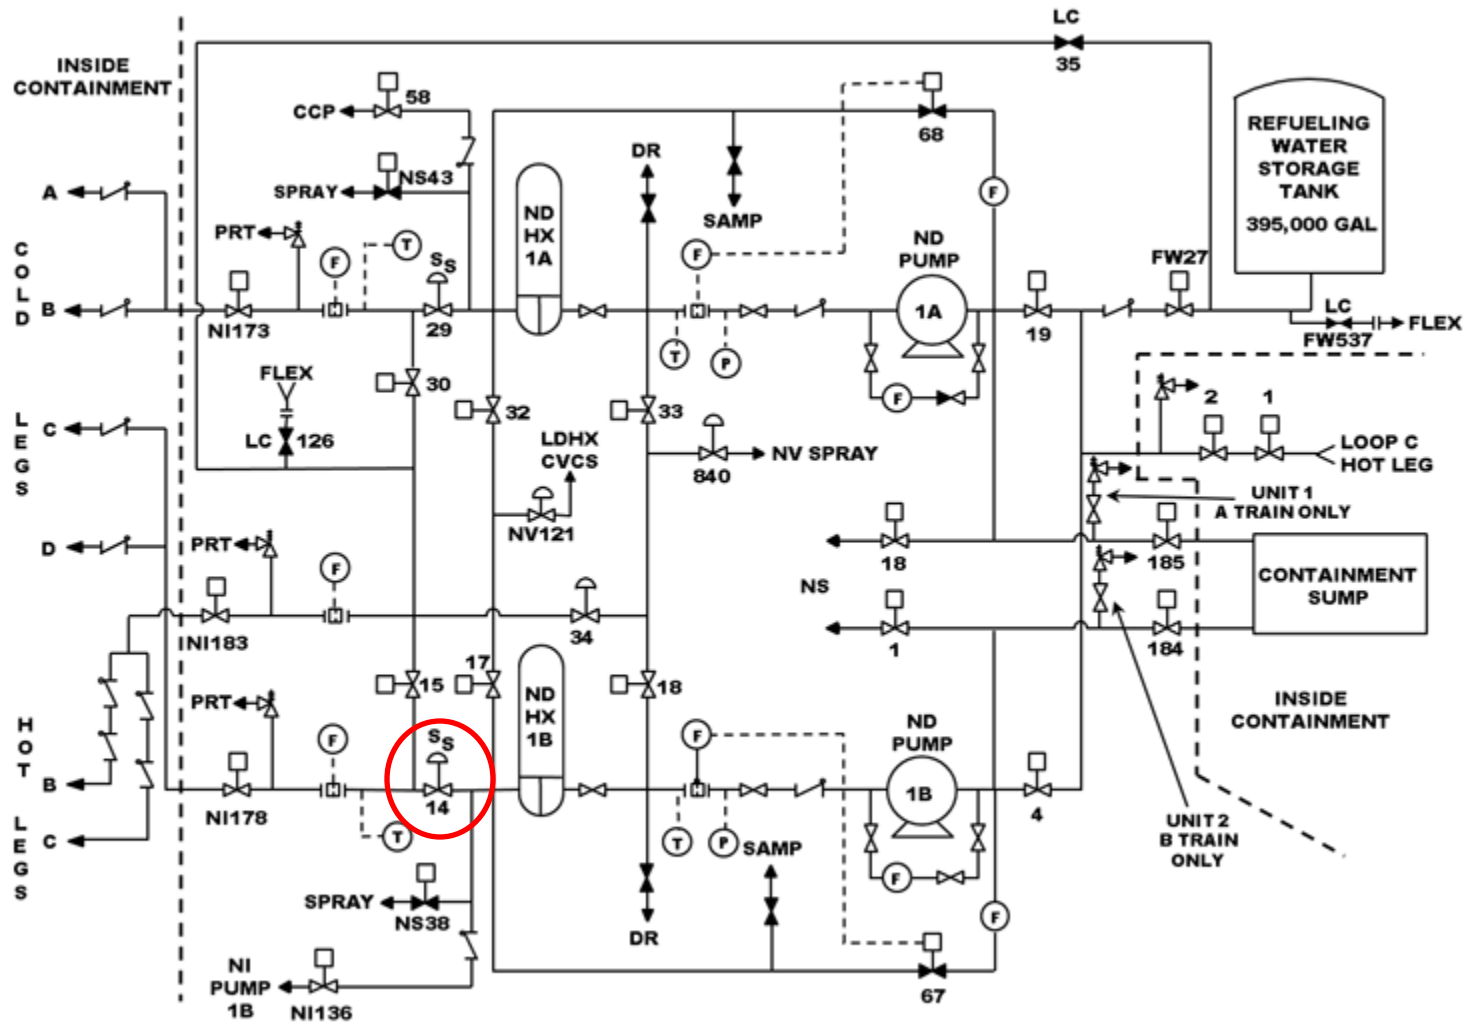 LC
35
INSIDE
CONTAINMENT
58
CCP
68
REFUELING
WATER
STORAGE
TANK
395,000 GAL
DR
NS43
SPRAY
F
A
SAMP
ND
HX
1A
PRT
T
F
SS
F
ND
PUMP
FW27
COLD
B
NI173
29
1A
19
LC
FLEX
FW537
T
P
FLEX
30
F
2
1
32
33
LEGS
C
LC
126
LDHX
CVCS
840
NV SPRAY
LOOP C
HOT LEG
UNIT 1
A TRAIN ONLY
NV121
D
PRT
F
18
185
CONTAINMENT
SUMP
NS
NI183
34
1
184
17
15
18
PRT
ND
HX
1B
INSIDE
CONTAINMENT
HOT
F
SS
F
ND
PUMP
B
NI178
14
1B
4
UNIT 2
B TRAIN
ONLY
LEGS
C
T
T
P
SAMP
F
SPRAY
NS38
F
DR
NI
PUMP
1B
NI136
67